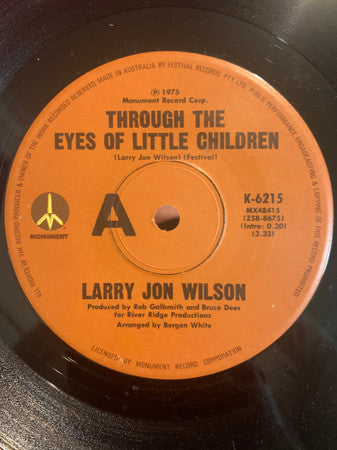 MADE IN AUSTRALIA BY FESTIVAL RECORDS PTY. LTD.
ALL RIGHTS OF THE RECORD PRODUCER & OWNER OF THE WORK RECORDED RESERVED.
PUBLIC PERFORMANCE, BROADCASTING & COPYING OF THIS RECORD PROHIBITED.
℗ 1975
Monument Record Corp.
THROUGH THE
EYES OF LITTLE CHILDREN
(Larry Jon Wilson) (Festival)
MONUMENT
A
K-6215
MX48415
(ZS8-8675)
(Intro: 0.20)
(3.33)
LARRY JON WILSON
Produced by Rob Galbraith and Bruce Dees
for River Ridge Productions
Arranged by Bergen White
LICENSED BY MONUMENT RECORD CORPORATION